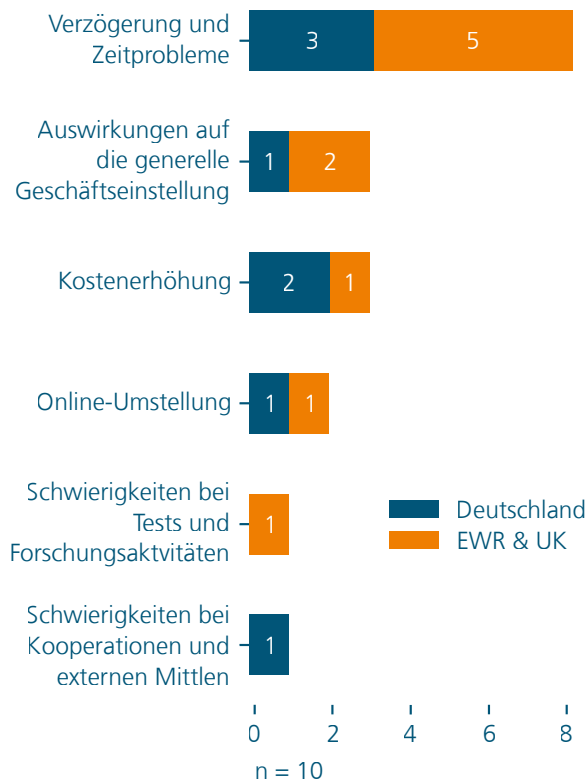 Verzögerung und
Zeitprobleme
3 5
Auswirkungen auf
die generelle
Geschäftseinstellung
1 2
Kostenerhöhung
2 1
Online-Umstellung
1 1
Schwierigkeiten bei
Tests und
Forschungsaktvitäten
1
Deutschland
EWR & UK
Schwierigkeiten bei
Kooperationen und
externen Mittlen
1
0 2 4 6 8
n = 10